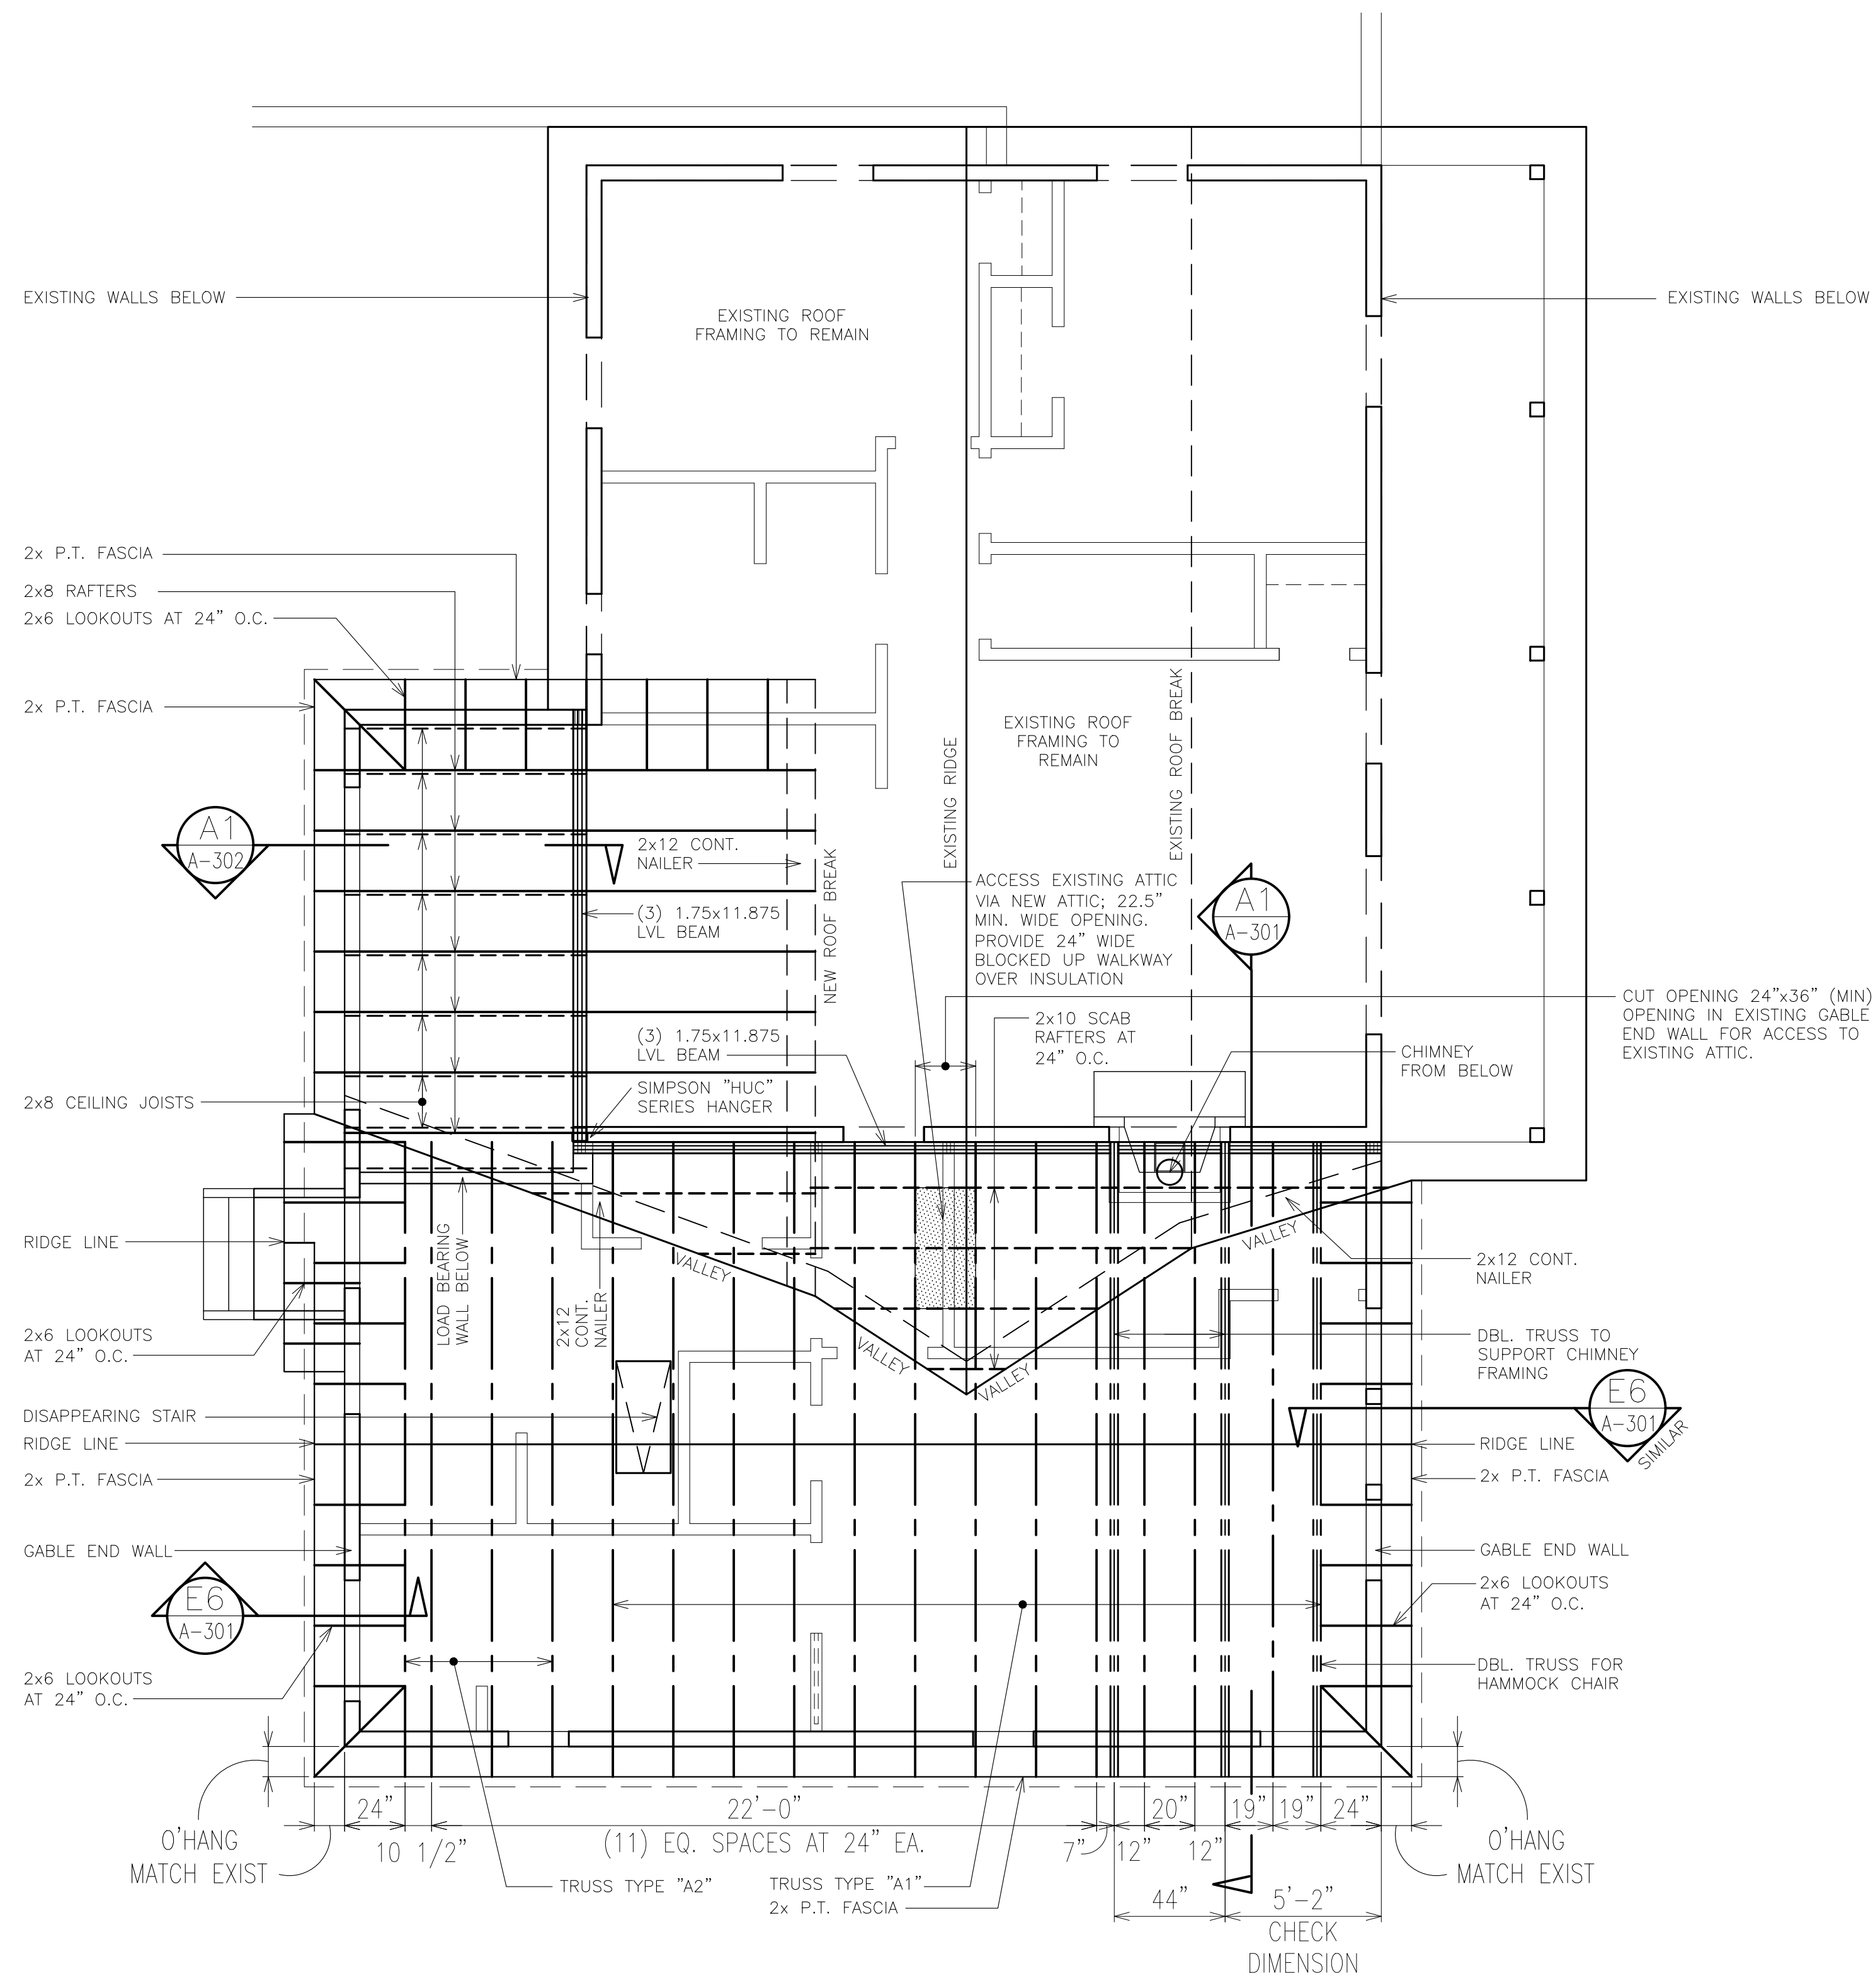 EXISTING WALLS BELOW
EXISTING WALLS BELOW
EXISTING ROOF
FRAMING TO REMAIN
2x P.T. FASCIA
2x8 RAFTERS
2x6 LOOKOUTS AT 24" O.C.
2x P.T. FASCIA
EXISTING ROOF
FRAMING TO
REMAIN
EXISTING RIDGE
EXISTING ROOF BREAK
NEW ROOF BREAK
A1
A-302
2x12 CONT.
NAILER
(3) 1.75x11.875
LVL BEAM
ACCESS EXISTING ATTIC
VIA NEW ATTIC; 22.5"
MIN. WIDE OPENING.
PROVIDE 24" WIDE
BLOCKED UP WALKWAY
OVER INSULATION
A1
A-301
CUT OPENING 24"x36" (MIN)
OPENING IN EXISTING GABLE
END WALL FOR ACCESS TO
EXISTING ATTIC.
2x10 SCAB
RAFTERS AT
24" O.C.
(3) 1.75x11.875
LVL BEAM
CHIMNEY
FROM BELOW
SIMPSON "HUC"
SERIES HANGER
2x8 CEILING JOISTS
RIDGE LINE
LOAD BEARING
WALL BELOW
2x12
CONT.
NAILER
VALLEY
VALLEY
VALLEY
VALLEY
2x12 CONT.
NAILER
2x6 LOOKOUTS
AT 24" O.C.
DBL. TRUSS TO
SUPPORT CHIMNEY
FRAMING
E6
A-301
SIMILAR
DISAPPEARING STAIR
RIDGE LINE
RIDGE LINE
2x P.T. FASCIA
2x P.T. FASCIA
GABLE END WALL
GABLE END WALL
E6
A-301
2x6 LOOKOUTS
AT 24" O.C.
2x6 LOOKOUTS
AT 24" O.C.
DBL. TRUSS FOR
HAMMOCK CHAIR
24"
22'-0"
20"
19"
19"
24"
10 1/2"
(11) EQ. SPACES AT 24" EA.
7"
12"
12"
O'HANG
MATCH EXIST
O'HANG
MATCH EXIST
TRUSS TYPE "A2"
TRUSS TYPE "A1"
2x P.T. FASCIA
44"
5'-2"
CHECK
DIMENSION